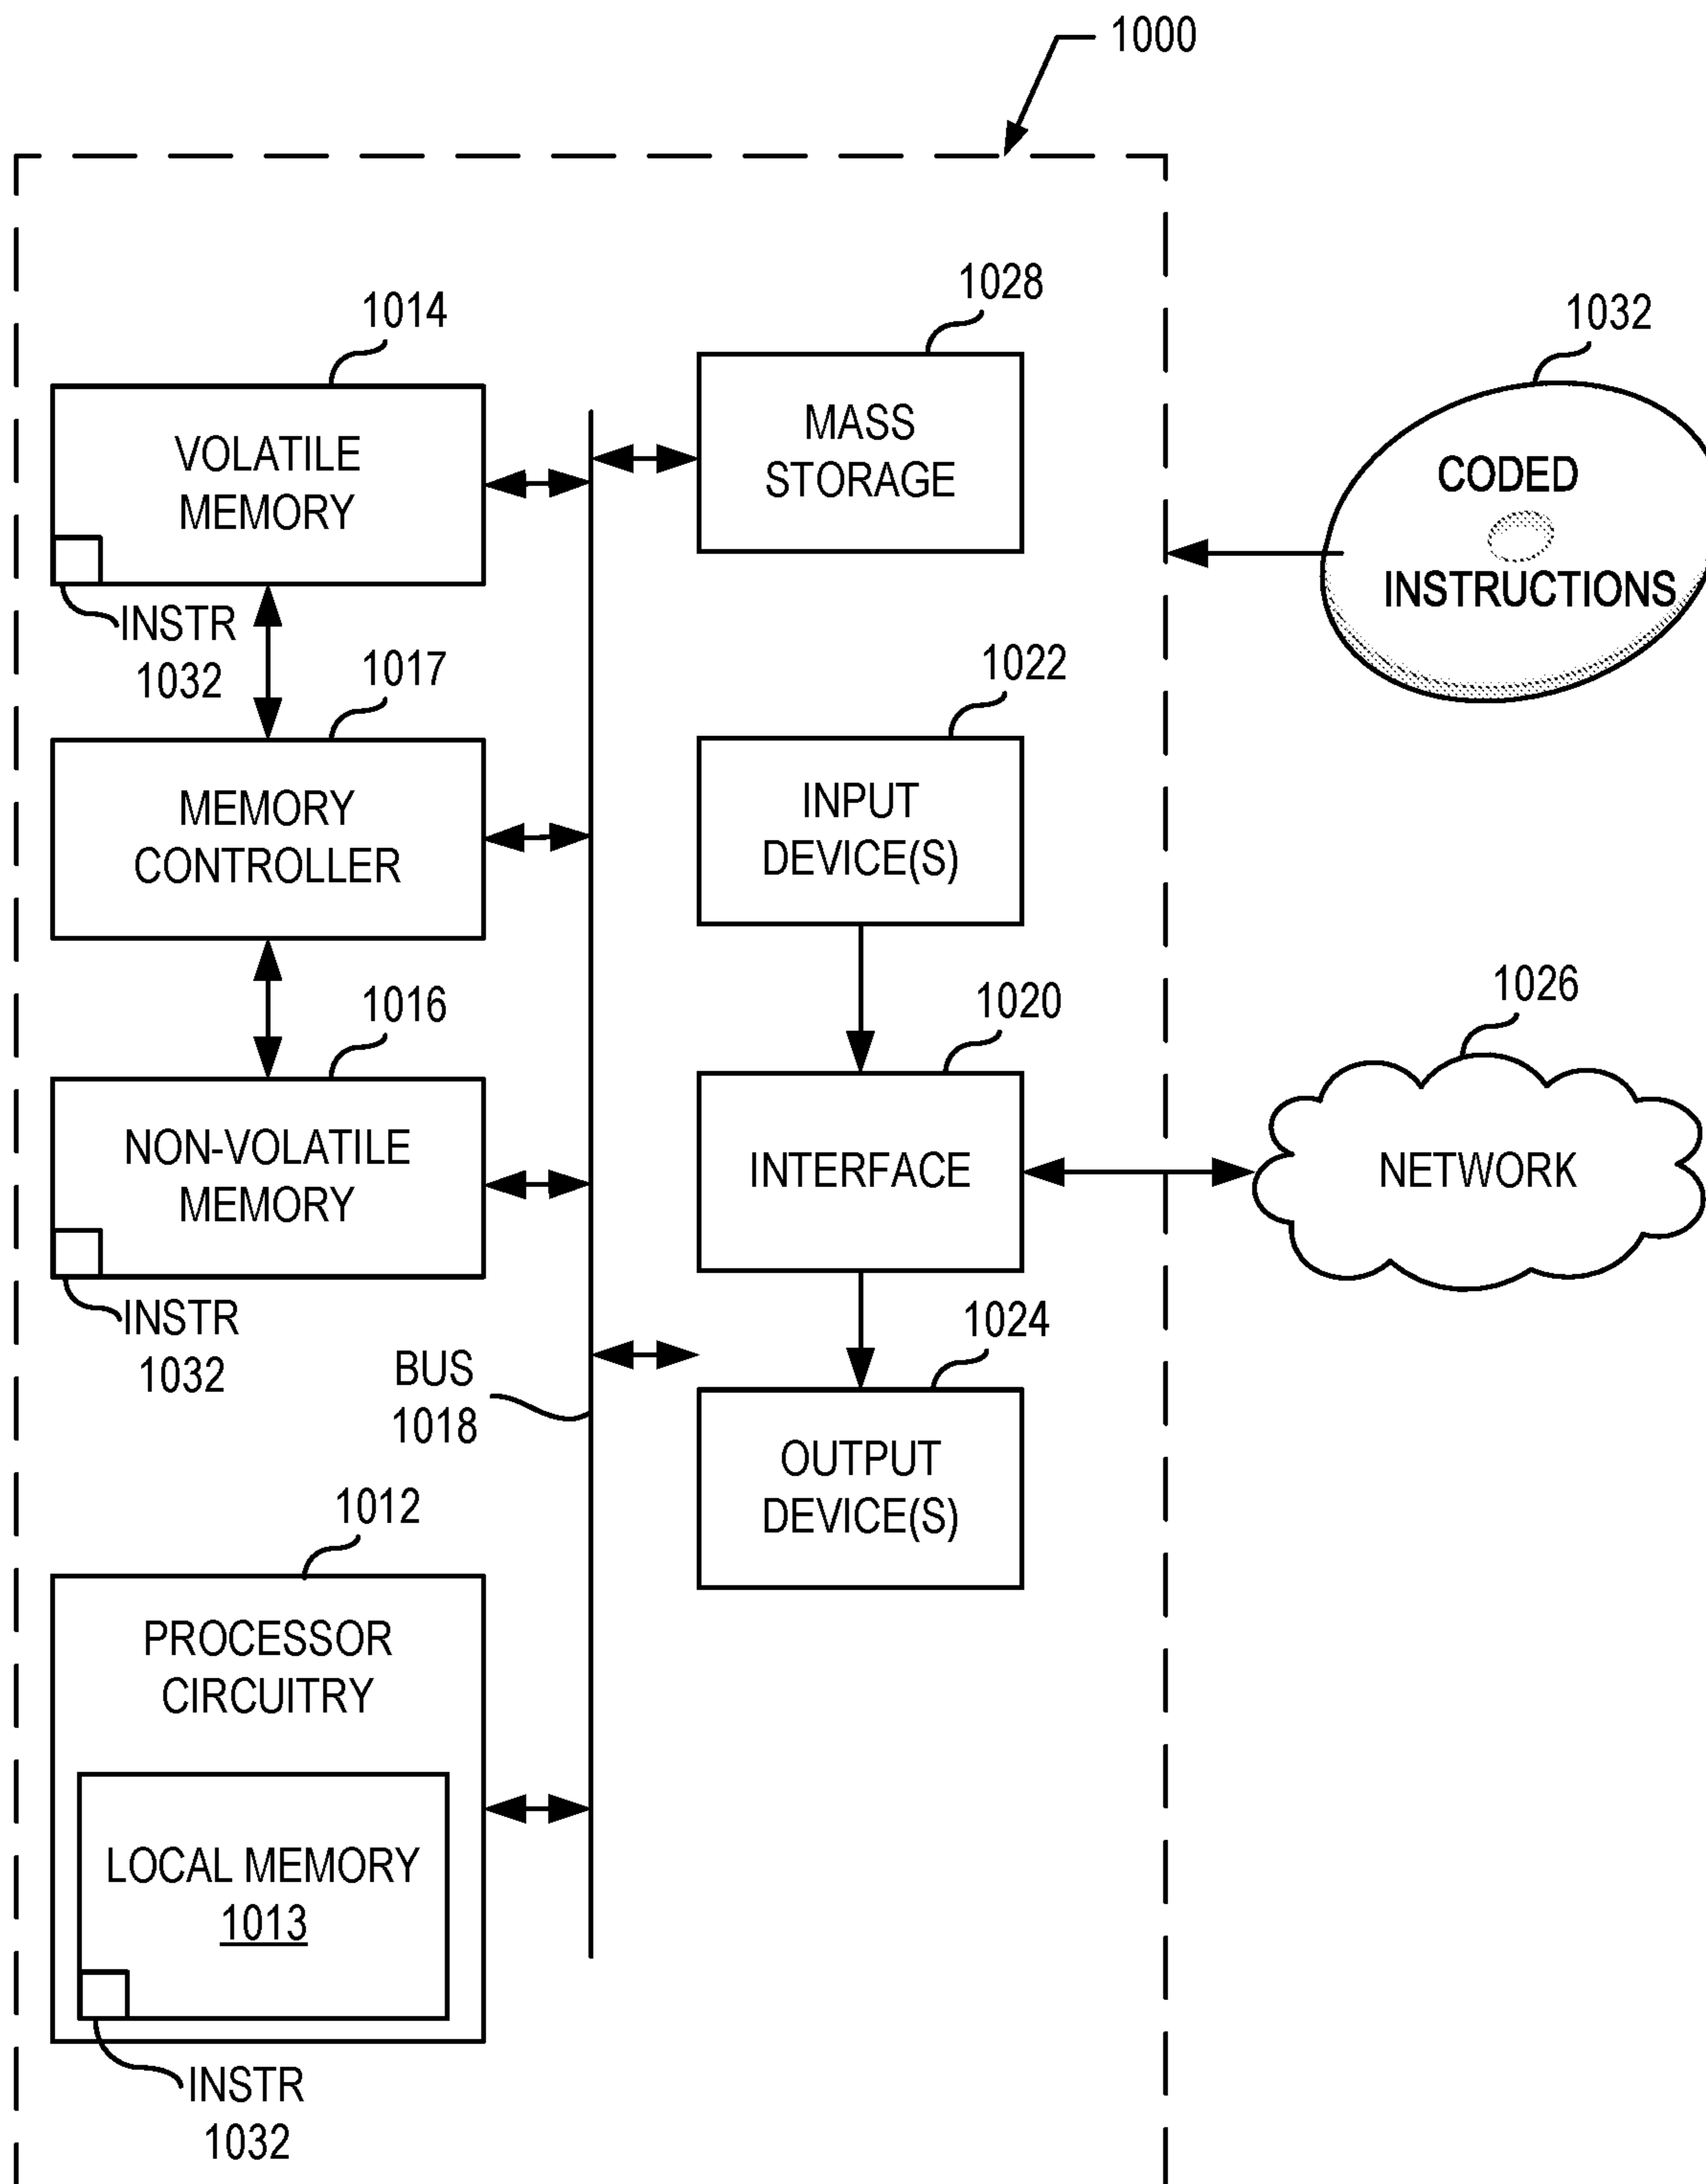 1000
1014
VOLATILE
MEMORY
INSTR
1032
1028
MASS
STORAGE
1032
CODED
INSTRUCTIONS
1017
MEMORY
CONTROLLER
1022
INPUT
DEVICE(S)
1016
NON-VOLATILE
MEMORY
INSTR
1032
1020
INTERFACE
1026
NETWORK
BUS
1018
1024
OUTPUT
DEVICE(S)
1012
PROCESSOR
CIRCUITRY
LOCAL MEMORY
1013
INSTR
1032